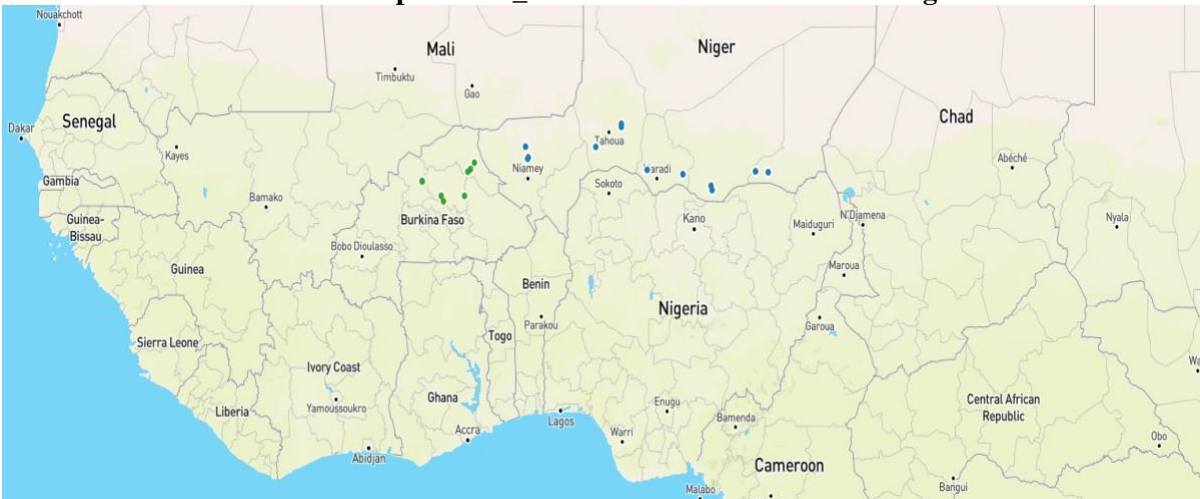 Nouakchott
Mali
Niger
Timbuktu
Gao
Chad
Senegal
Dakar
Tahoua
Kayes
Niamey
Abéché
aradi
Gambia
Sokoto
Bamako
Guinea-
Bissau
Burkina Faso
Kano
Maiduguri
N'Djamena
Nyala
Bobo Dioulasso
Guinea
Maroua
Benin
Nigeria
Sierra Leone
Togo
Parakou
Garoua
Ivory Coast
Wa
Ghana
Central African
Republic
Liberia
Yamoussoukro
Enugu
Lagos
Bamenda
Warri
Accra
Obo
Abidjan
Cameroon
Malabo
Bangui